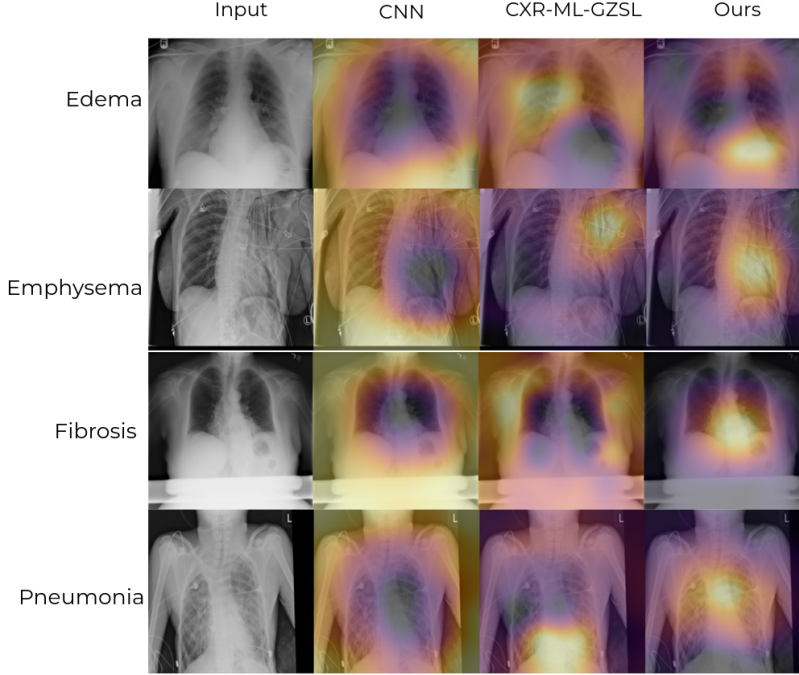 Input CNN CXR-ML-GZSL Ours
Edema
Emphysema
L
Fibrosis
L L
Pneumonia